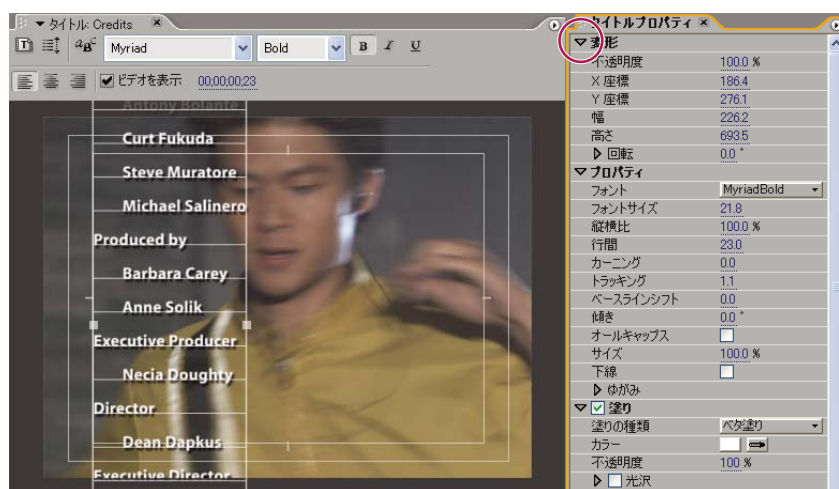 タイトル: Credits
Myriad
Bold
B I U
ビデオを表示 00;00;00;23
Antony Bolante
Curt Fukuda
Steve Muratore
Michael Salinero
Produced by
Barbara Carey
Anne Solik
Executive Producer
Necia Doughty
Director
Dean Dapkus
Executive Director
タイトルプロパティ
変形
不透明度 100.0 %
X 座標 186.4
Y 座標 276.1
幅 226.2
高さ 693.5
回転 0.0 °
プロパティ
フォント MyriadBold
フォントサイズ 21.8
縦横比 100.0 %
行間 23.0
カーニング 0.0
トラッキング 1.1
ベースラインシフト 0.0
傾き 0.0 °
オールキャップス
サイズ 100.0 %
下線
ゆがみ
塗り
塗りの種類 ベタ塗り
カラー
不透明度 100 %
光沢